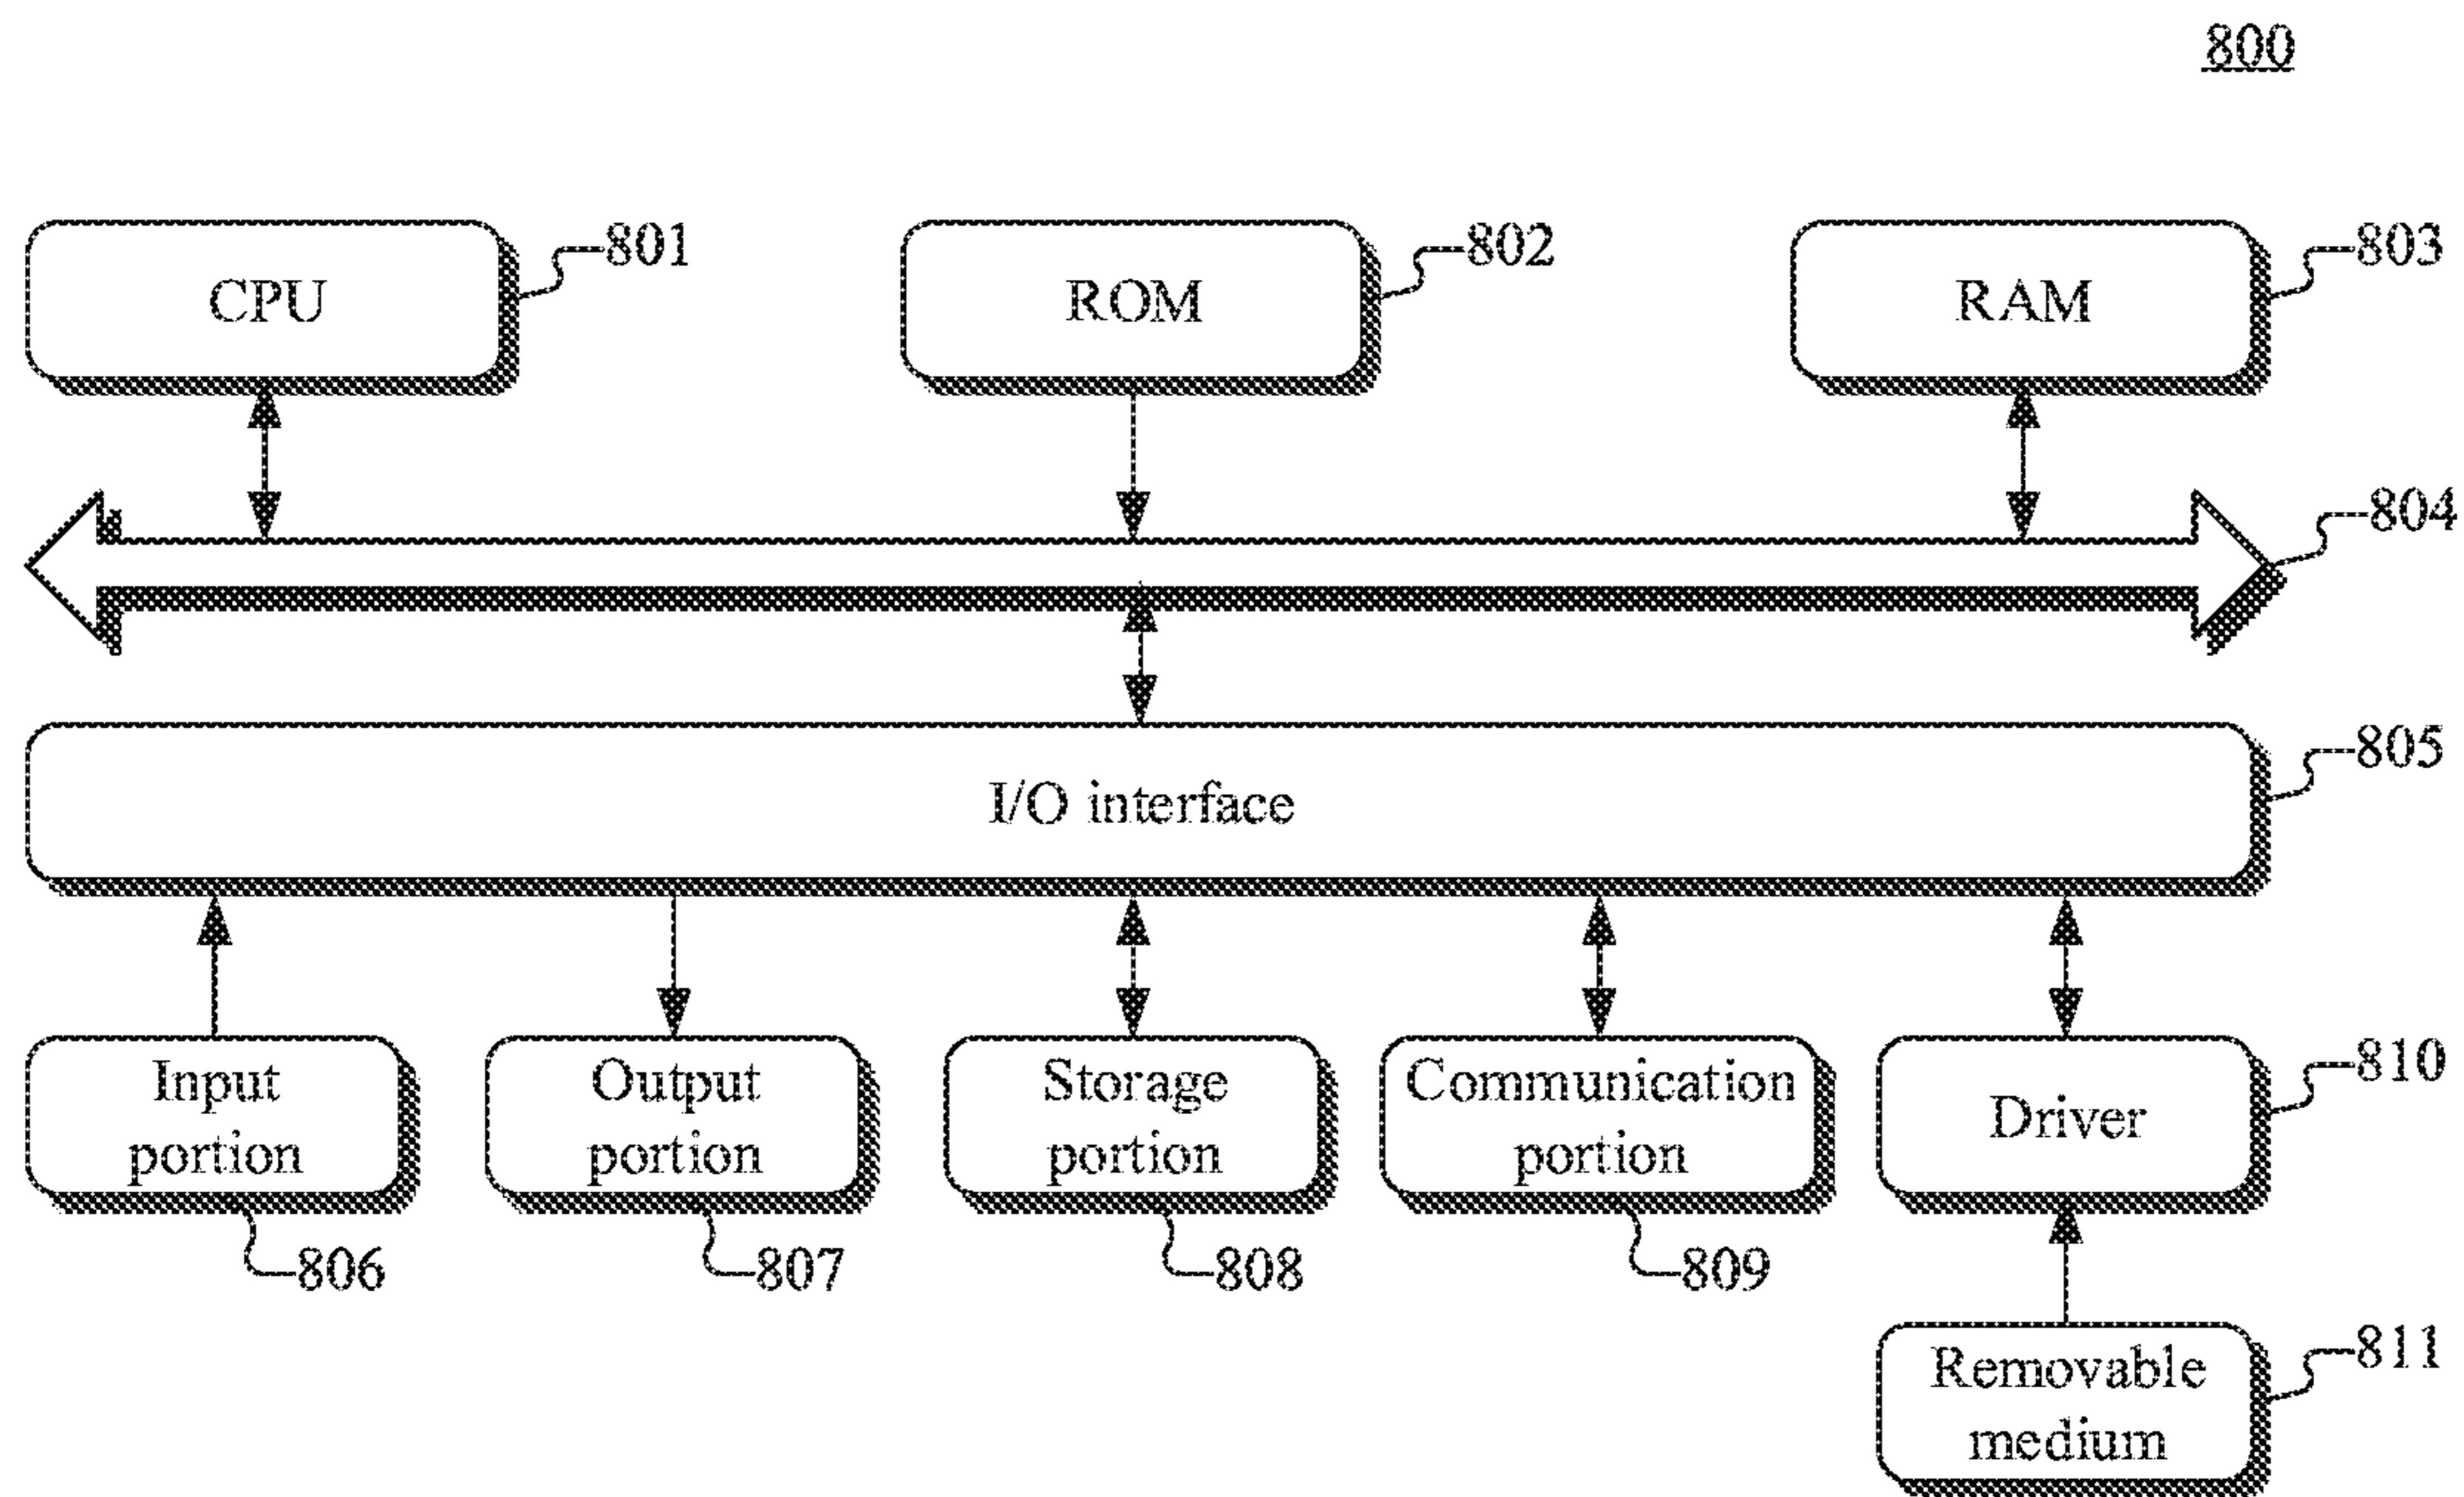 800
CPU
801
ROM
802
RAM
803
804
I/O interface
805
Input
portion
806
Output
portion
807
Storage
portion
808
Communication
portion
809
Driver
810
Removable
medium
811